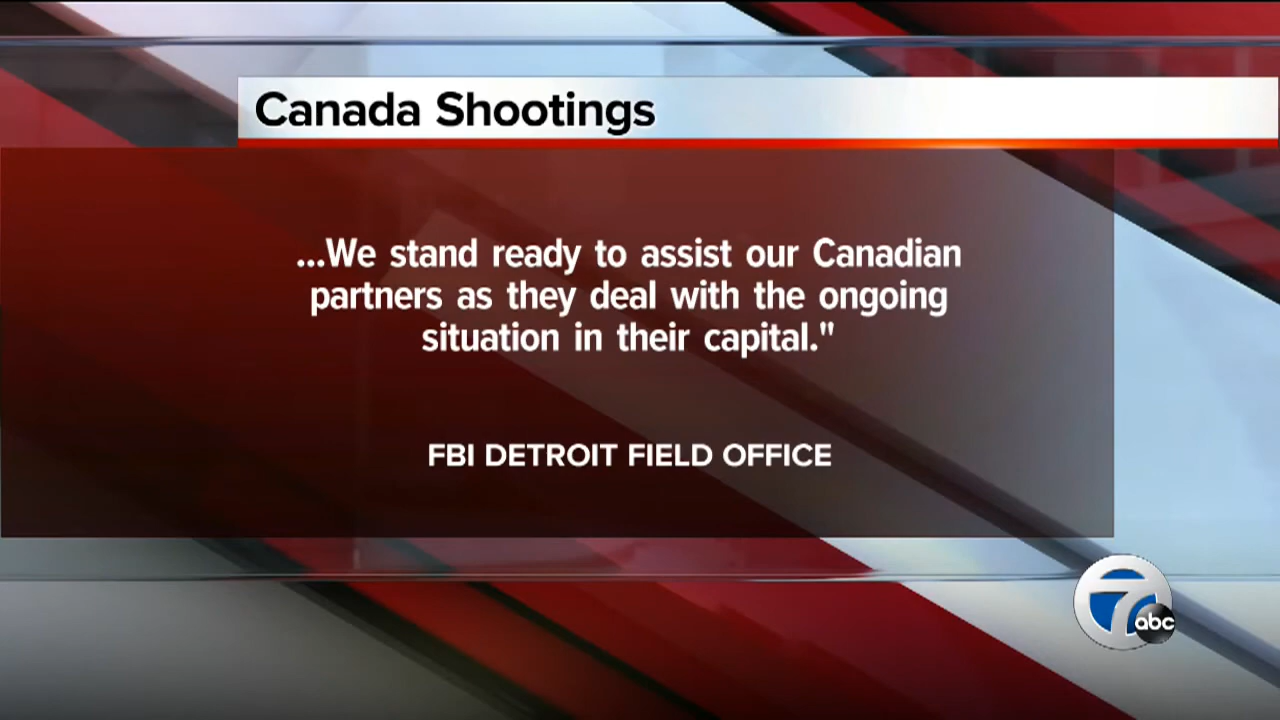 Canada Shootings
...We stand ready to assist our Canadian
partners as they deal with the ongoing
situation in their capital."
FBI DETROIT FIELD OFFICE
7
abc